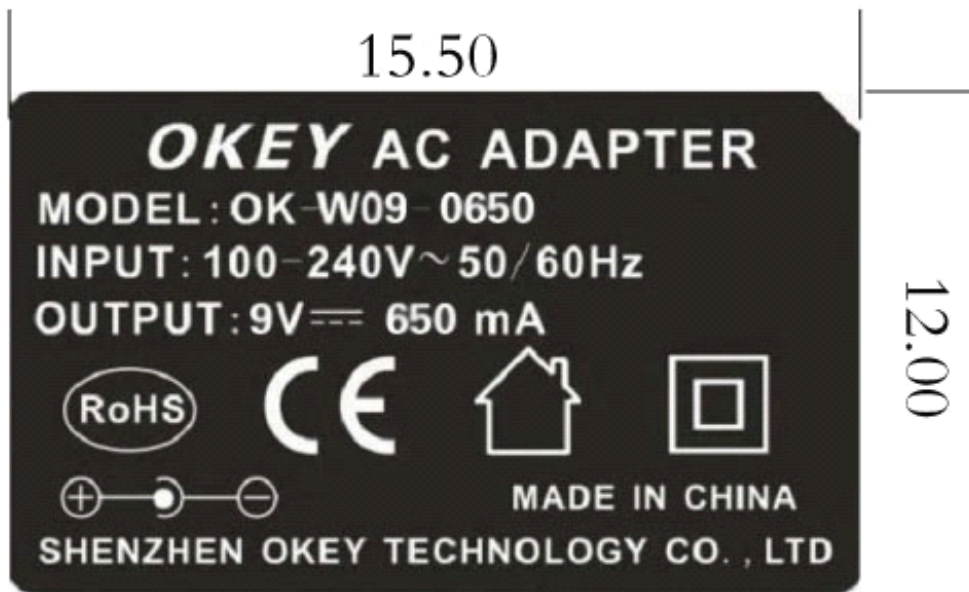 15.50
OKEY AC ADAPTER
MODEL: OK-W09-0650
INPUT: 100-240V~50/60Hz
OUTPUT: 9V⎓ 650 mA
RoHS CE
MADE IN CHINA
SHENZHEN OKEY TECHNOLOGY CO., LTD
12.00